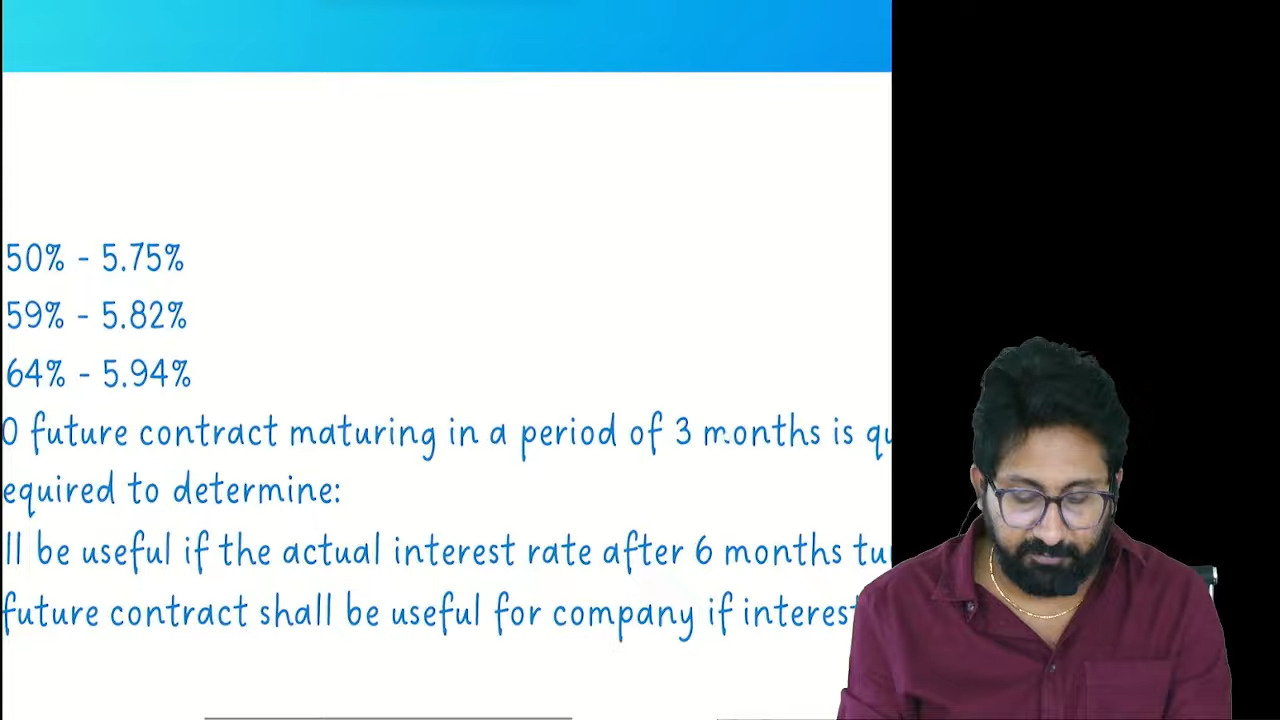 50% - 5.75%
59% - 5.82%
64% - 5.94%
0 future contract maturing in a period of 3 months is
equired to determine:
ll be useful if the actual interest rate after 6 months
future contract shall be useful for company if interest